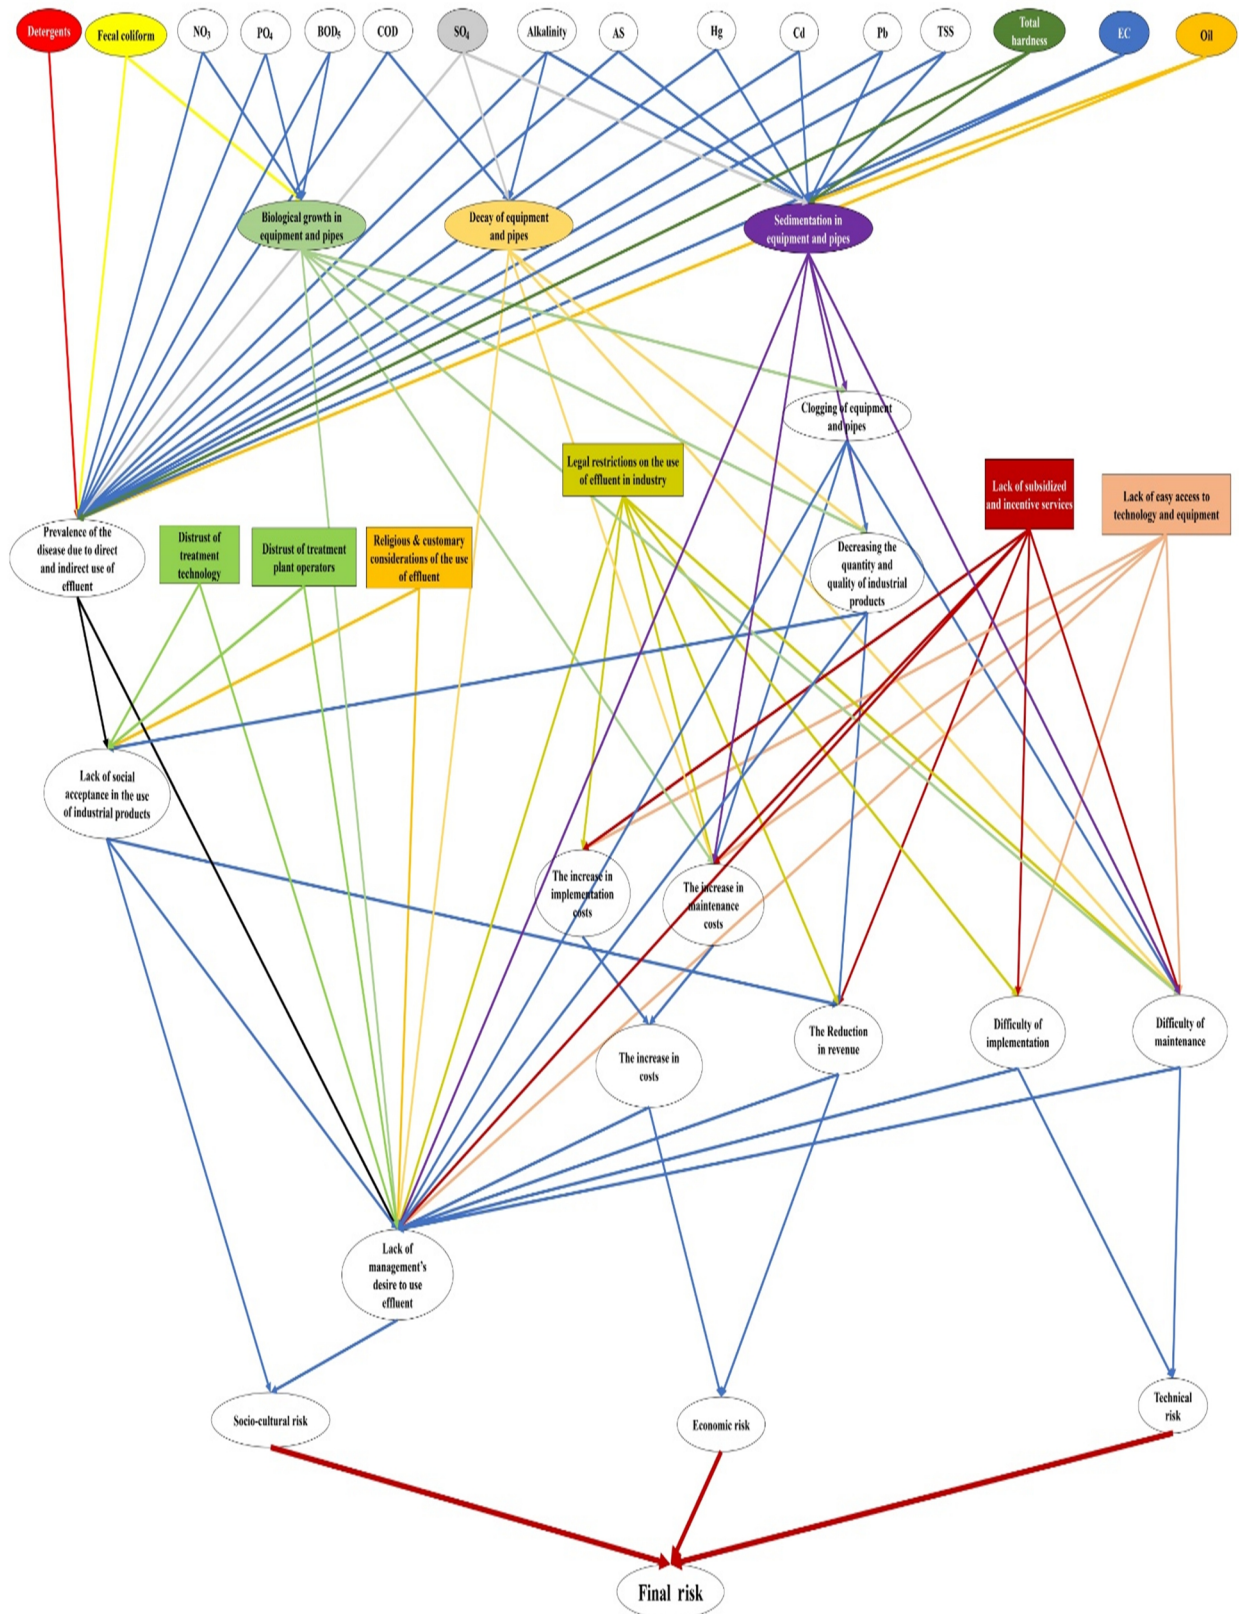 Detergents
Fecal coliform
NO3
PO4
BOD5
COD
SO4
Alkalinity
AS
Hg
Cd
Pb
TSS
Total
hardness
EC
Oil
Biological growth in
equipment and pipes
Decay of equipment
and pipes
Sedimentation in
equipment and pipes
Clogging of equipment
and pipes
Legal restrictions on the use
of effluent in industry
Lack of subsidized
and incentive services
Lack of easy access to
technology and equipment
Prevalence of the
disease due to direct
and indirect use of
effluent
Distrust of
treatment
technology
Distrust of treatment
plant operators
Religious & customary
considerations of the use
of effluent
Decreasing the
quantity and
quality of industrial
products
Lack of social
acceptance in the use
of industrial products
The increase in
implementation
costs
The increase in
maintenance
costs
The increase in
costs
The Reduction
in revenue
Difficulty of
implementation
Difficulty of
maintenance
Lack of
management's
desire to use
effluent
Socio-cultural risk
Economic risk
Technical
risk
Final risk